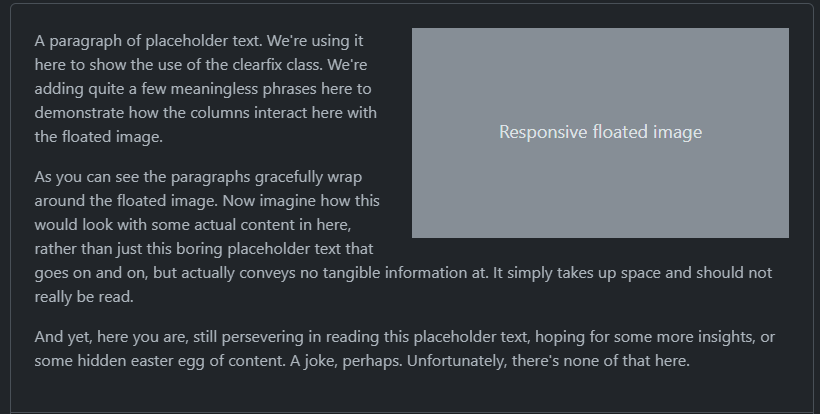 A paragraph of placeholder text. We're using it
here to show the use of the clearfix class. We're
adding quite a few meaningless phrases here to
demonstrate how the columns interact here with
the floated image.
Responsive floated image
As you can see the paragraphs gracefully wrap
around the floated image. Now imagine how this
would look with some actual content in here,
rather than just this boring placeholder text that
goes on and on, but actually conveys no tangible information at. It simply takes up space and should not
really be read.
And yet, here you are, still persevering in reading this placeholder text, hoping for some more insights, or
some hidden easter egg of content. A joke, perhaps. Unfortunately, there's none of that here.